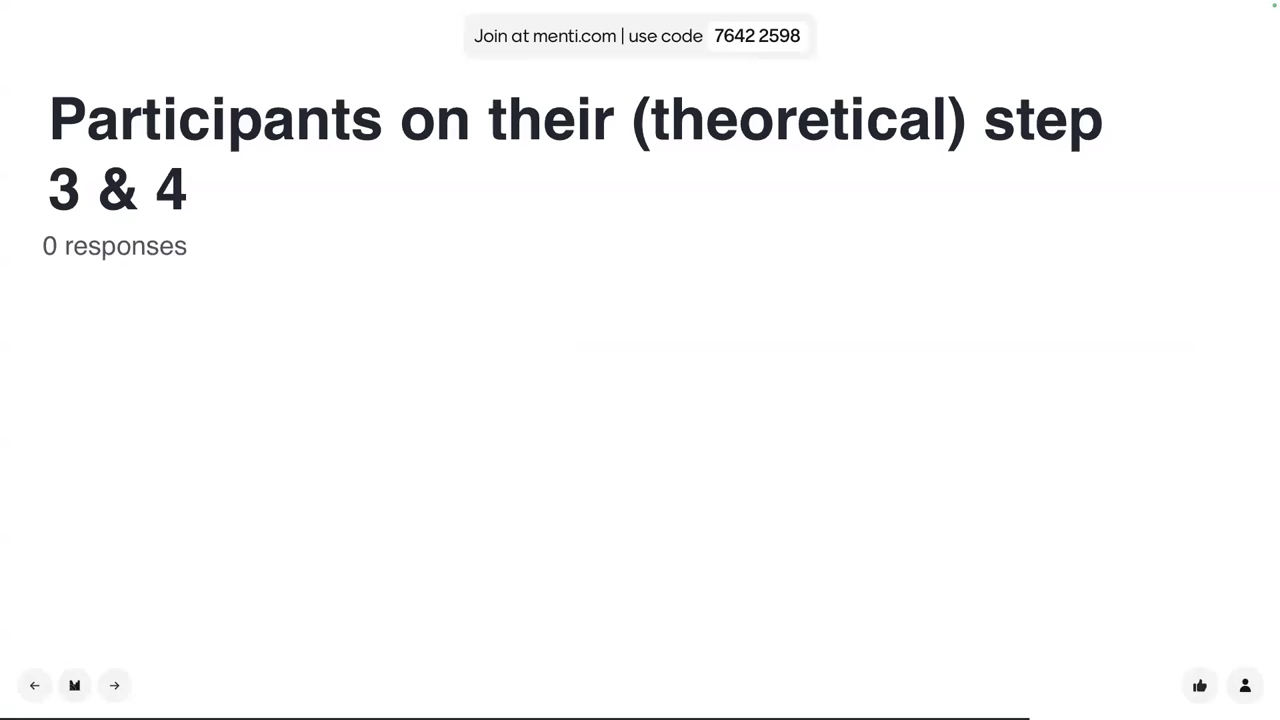 Join at menti.com | use code 7642 2598
Participants on their (theoretical) step
3 & 4
0 responses